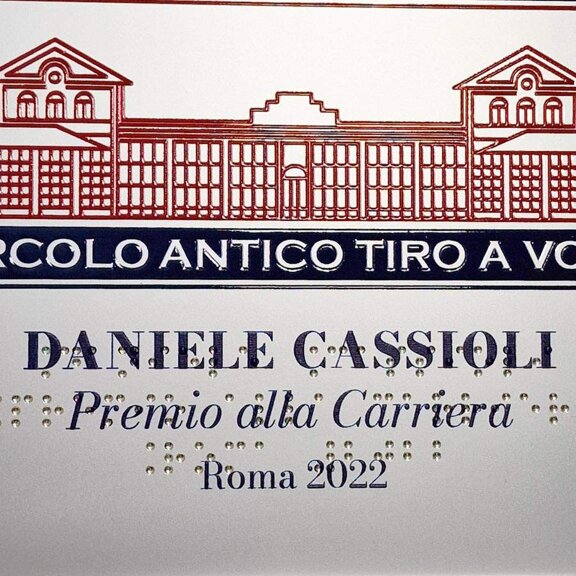 RCOLO ANTICO TIRO A VO
DANIELE CASSIOLI
Premio alla Carriera
Roma 2022